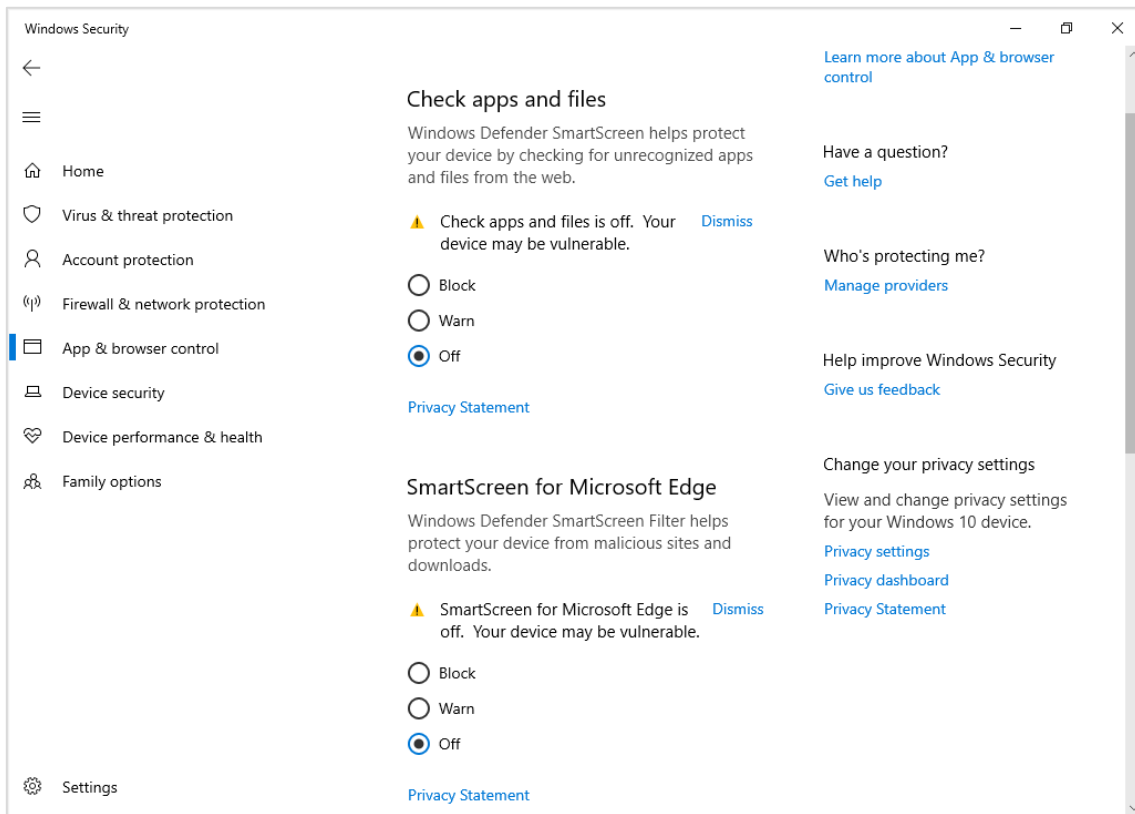 Windows Security
Home
Virus & threat protection
Account protection
Firewall & network protection
App & browser control
Device security
Device performance & health
Family options
Settings
Check apps and files
Windows Defender SmartScreen helps protect
your device by checking for unrecognized apps
and files from the web.
Check apps and files is off.  Your
device may be vulnerable.
Dismiss
Block
Warn
Off
Privacy Statement
SmartScreen for Microsoft Edge
Windows Defender SmartScreen Filter helps
protect your device from malicious sites and
downloads.
SmartScreen for Microsoft Edge is
off.  Your device may be vulnerable.
Dismiss
Block
Warn
Off
Privacy Statement
Learn more about App & browser
control
Have a question?
Get help
Who's protecting me?
Manage providers
Help improve Windows Security
Give us feedback
Change your privacy settings
View and change privacy settings
for your Windows 10 device.
Privacy settings
Privacy dashboard
Privacy Statement